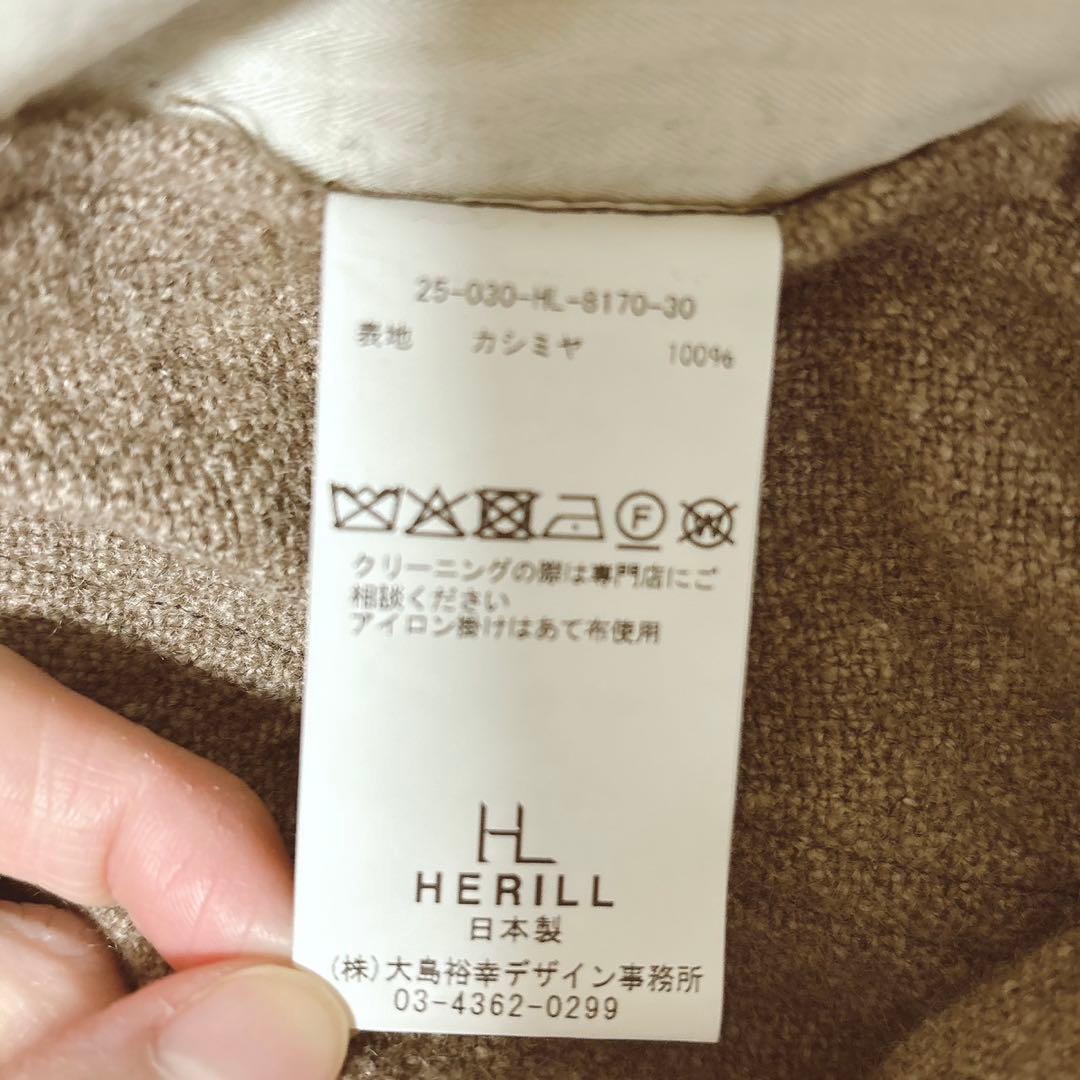 25-030-HL-8170-30
表地 カシミヤ 100%
F W
クリーニングの際は専門店にご
相談ください
アイロン掛けはあて布使用
HL
HERILL
日本製
(株)大島裕幸デザイン事務所
03-4362-0299